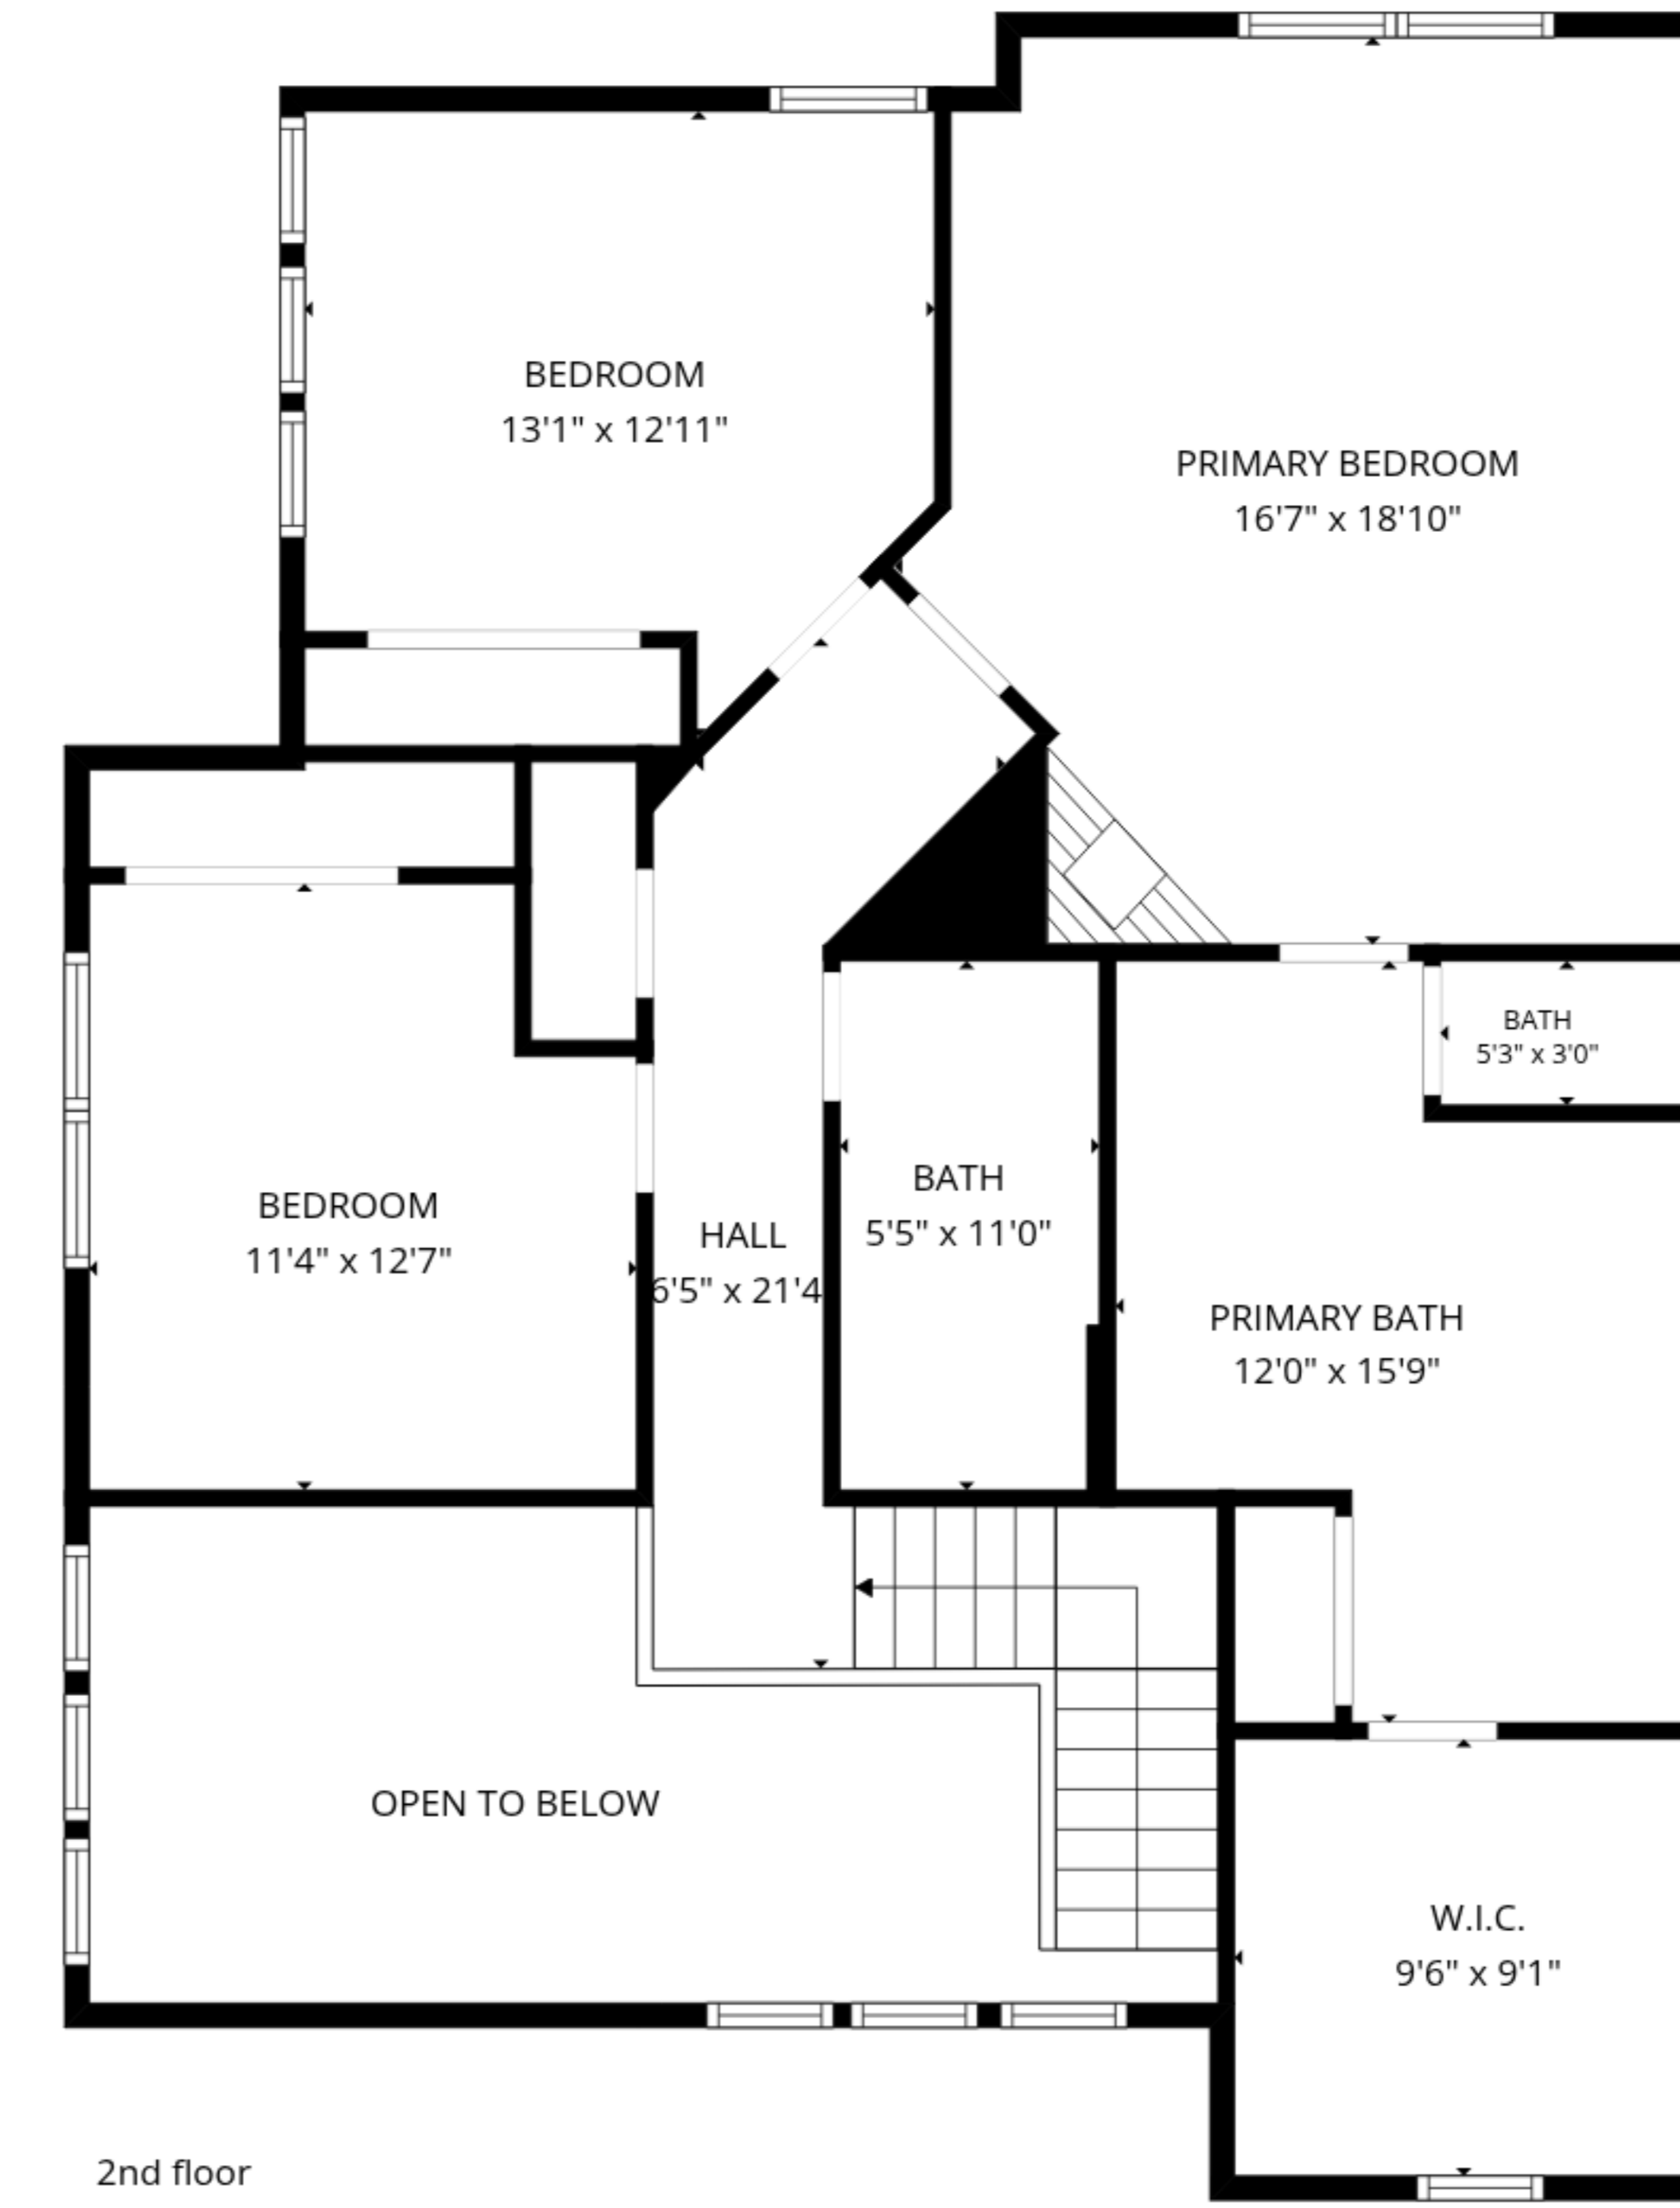 BEDROOM
13'1" x 12'11"
PRIMARY BEDROOM
16'7" x 18'10"
BATH
5'3" x 3'0"
BEDROOM
11'4" x 12'7"
HALL
6'5" x 21'4
BATH
5'5" x 11'0"
PRIMARY BATH
12'0" x 15'9"
OPEN TO BELOW
W.I.C.
9'6" x 9'1"
2nd floor